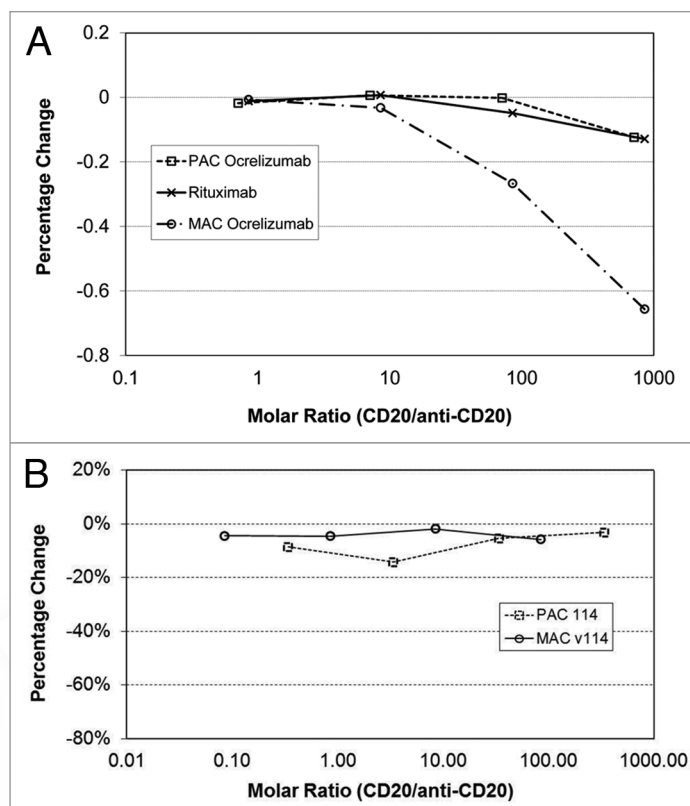 A
0.2
0
-0.2
-0.4
-0.6
-0.8
Percentage Change
PAC Ocrelizumab
Rituximab
MAC Ocrelizumab
0.1 1 10 100 1000
Molar Ratio (CD20/anti-CD20)
B
20%
0%
-20%
-40%
-60%
-80%
Percentage Change
PAC 114
MAC v114
0.01 0.10 1.00 10.00 100.00 1000.00
Molar Ratio (CD20/anti-CD20)